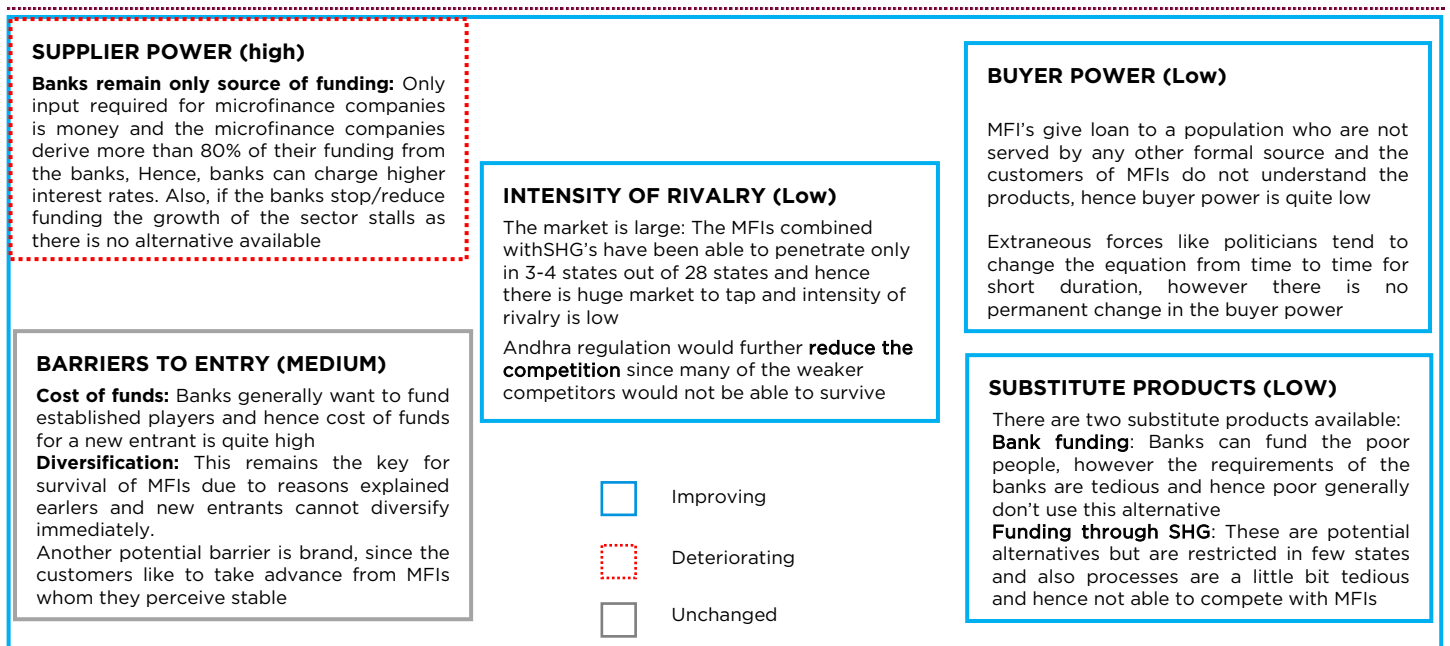 SUPPLIER POWER (high)
Banks remain only source of funding: Only
input required for microfinance companies
is money and the microfinance companies
derive more than 80% of their funding from
the banks, Hence, banks can charge higher
interest rates. Also, if the banks stop/reduce
funding the growth of the sector stalls as
there is no alternative available
BARRIERS TO ENTRY (MEDIUM)
Cost of funds: Banks generally want to fund
established players and hence cost of funds
for a new entrant is quite high
Diversification: This remains the key for
survival of MFIs due to reasons explained
earlers and new entrants cannot diversify
immediately.
Another potential barrier is brand, since the
customers like to take advance from MFIs
whom they perceive stable
INTENSITY OF RIVALRY (Low)
The market is large: The MFIs combined
withSHG's have been able to penetrate only
in 3-4 states out of 28 states and hence
there is huge market to tap and intensity of
rivalry is low
Andhra regulation would further reduce the
competition since many of the weaker
competitors would not be able to survive
Improving
Deteriorating
Unchanged
BUYER POWER (Low)
MFI's give loan to a population who are not
served by any other formal source and the
customers of MFIs do not understand the
products, hence buyer power is quite low
Extraneous forces like politicians tend to
change the equation from time to time for
short duration, however there is no
permanent change in the buyer power
SUBSTITUTE PRODUCTS (LOW)
There are two substitute products available:
Bank funding: Banks can fund the poor
people, however the requirements of the
banks are tedious and hence poor generally
don't use this alternative
Funding through SHG: These are potential
alternatives but are restricted in few states
and also processes are a little bit tedious
and hence not able to compete with MFIs